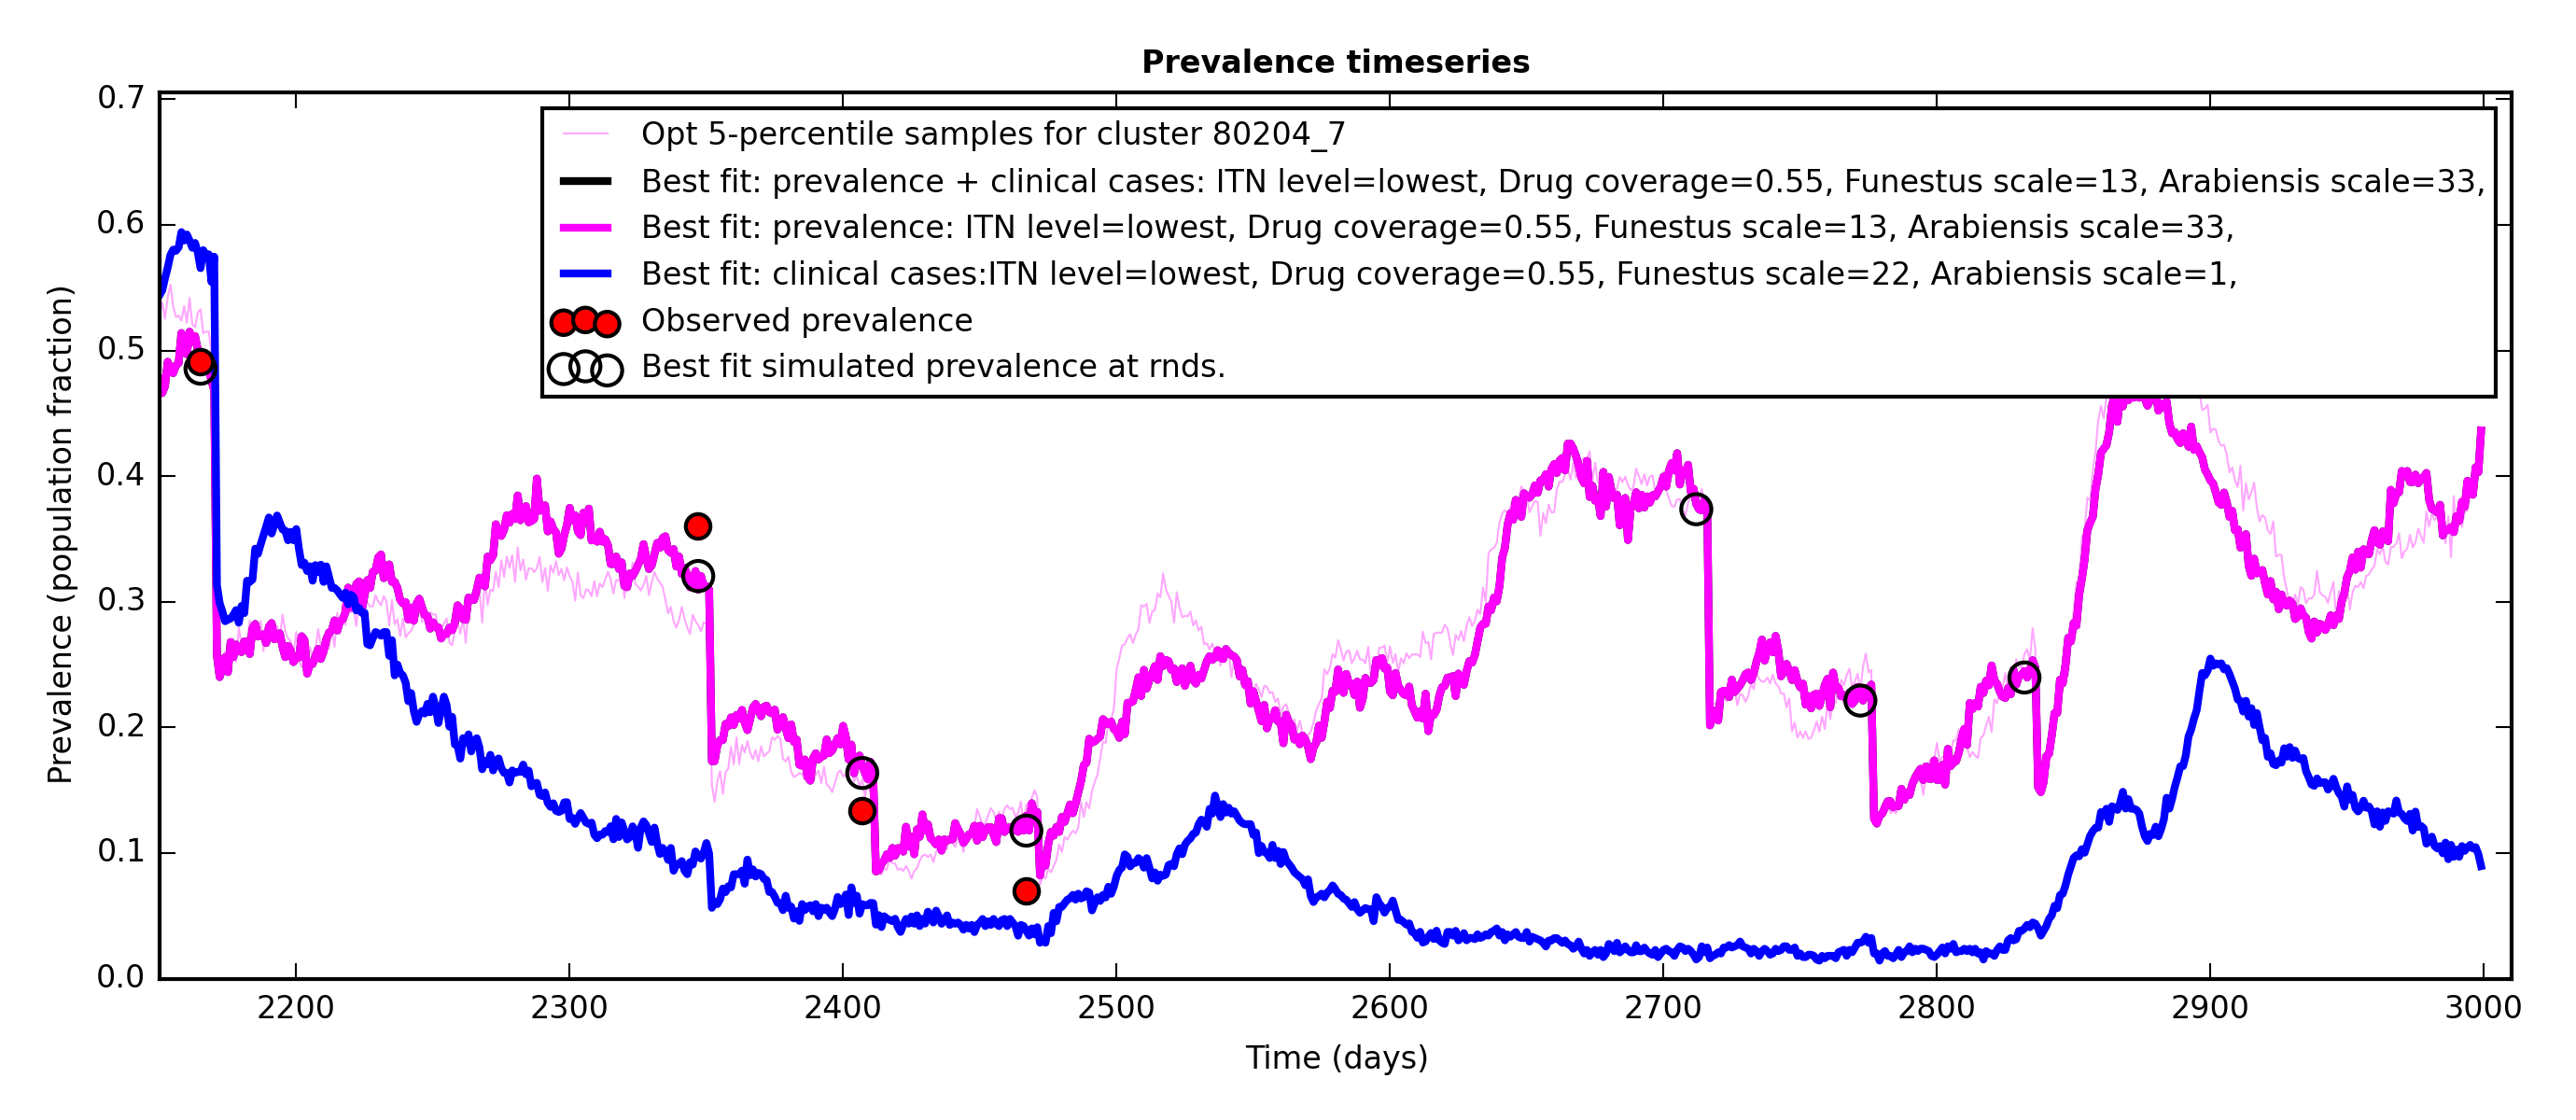 Prevalence timeseries
0.7
0.6
0.5
0.4
0.3
0.2
0.1
0.0
Prevalence (population fraction)
Opt 5-percentile samples for cluster 80204_7
Best fit: prevalence + clinical cases: ITN level=lowest, Drug coverage=0.55, Funestus scale=13, Arabiensis scale=33,
Best fit: prevalence: ITN level=lowest, Drug coverage=0.55, Funestus scale=13, Arabiensis scale=33,
Best fit: clinical cases:ITN level=lowest, Drug coverage=0.55, Funestus scale=22, Arabiensis scale=1,
Observed prevalence
Best fit simulated prevalence at rnds.
2200 2300 2400 2500 2600 2700 2800 2900 3000
Time (days)